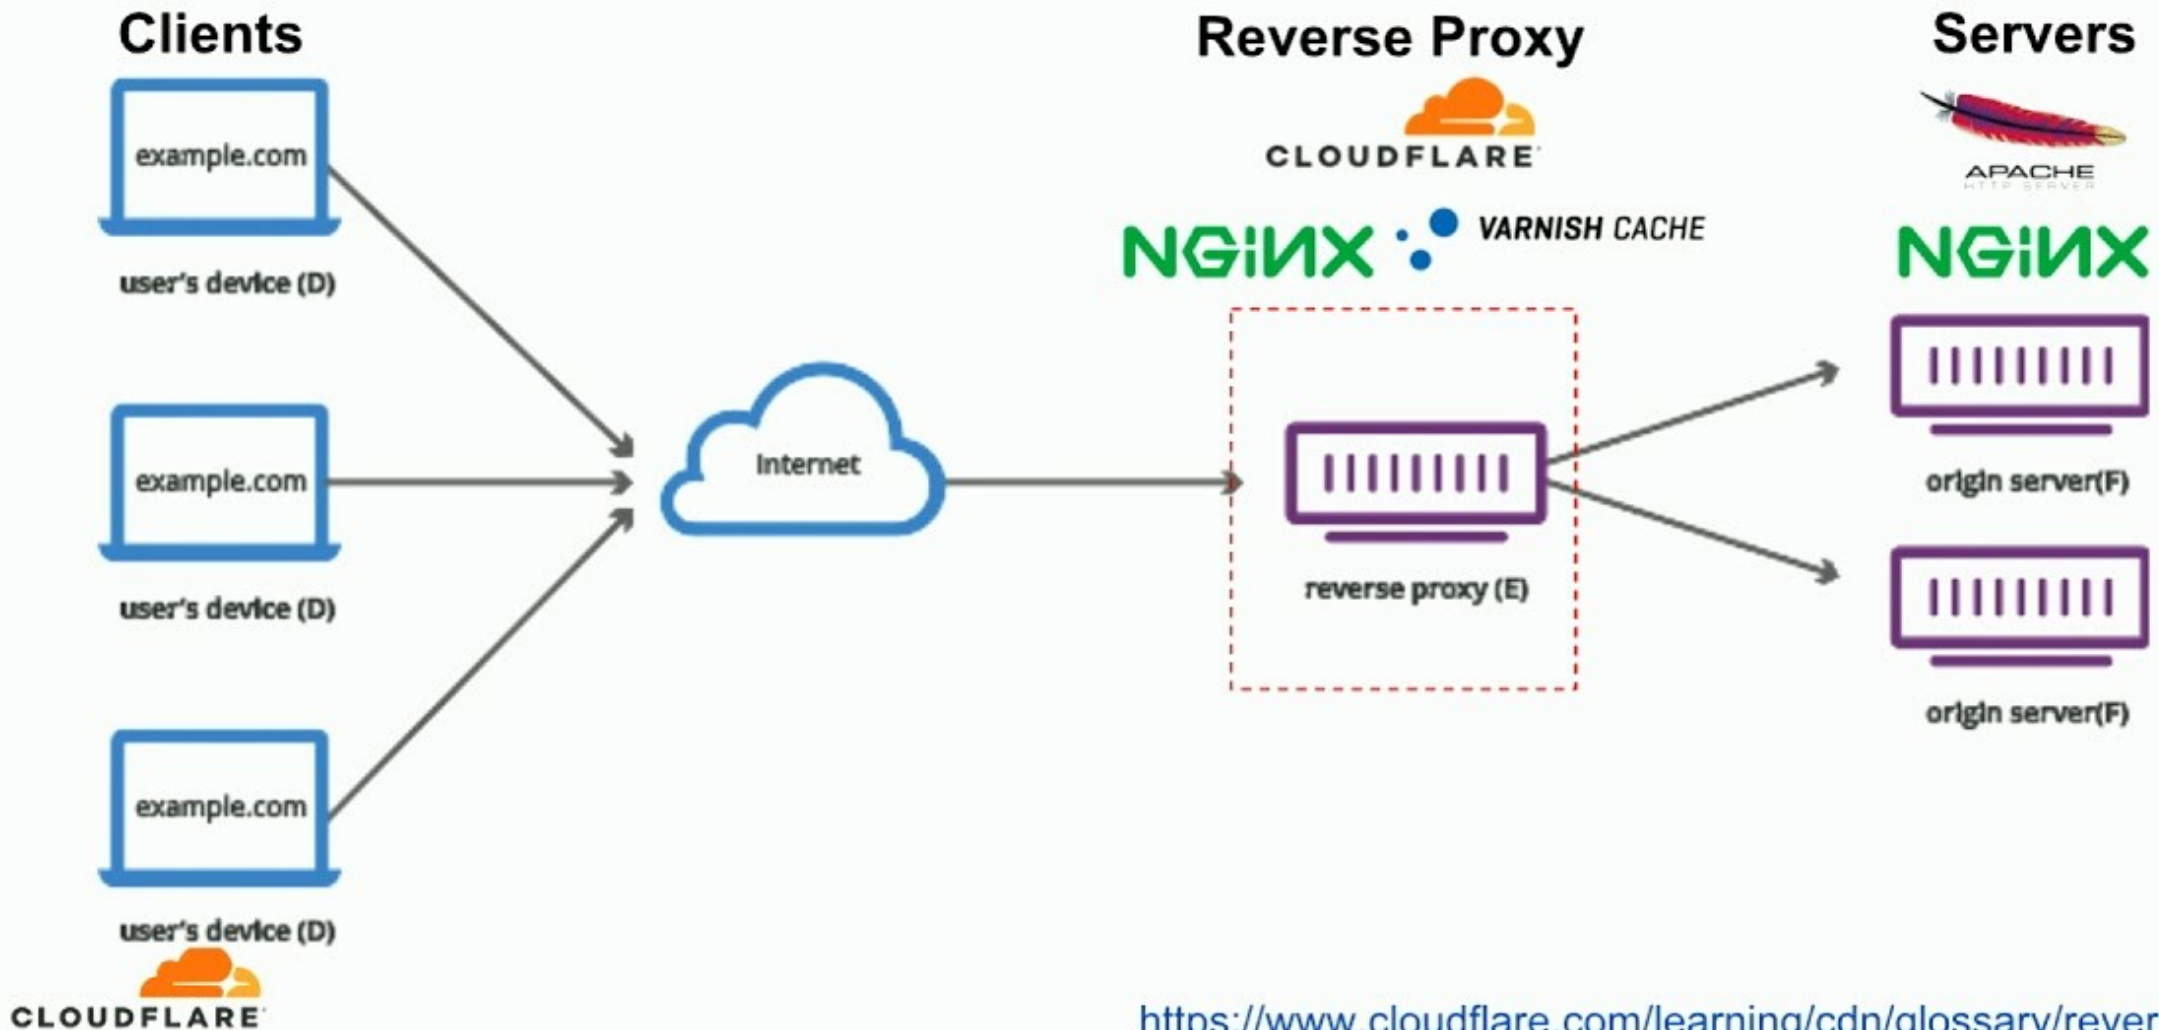 Clients
Reverse Proxy
Servers
CLOUDFLARE
APACHE
HTTP SERVER
NGiNX
VARNISH CACHE
NGiNX
example.com
user's device (D)
example.com
user's device (D)
example.com
user's device (D)
Internet
reverse proxy (E)
origin server(F)
origin server(F)
CLOUDFLARE
https://www.cloudflare.com/learning/cdn/glossary/rever